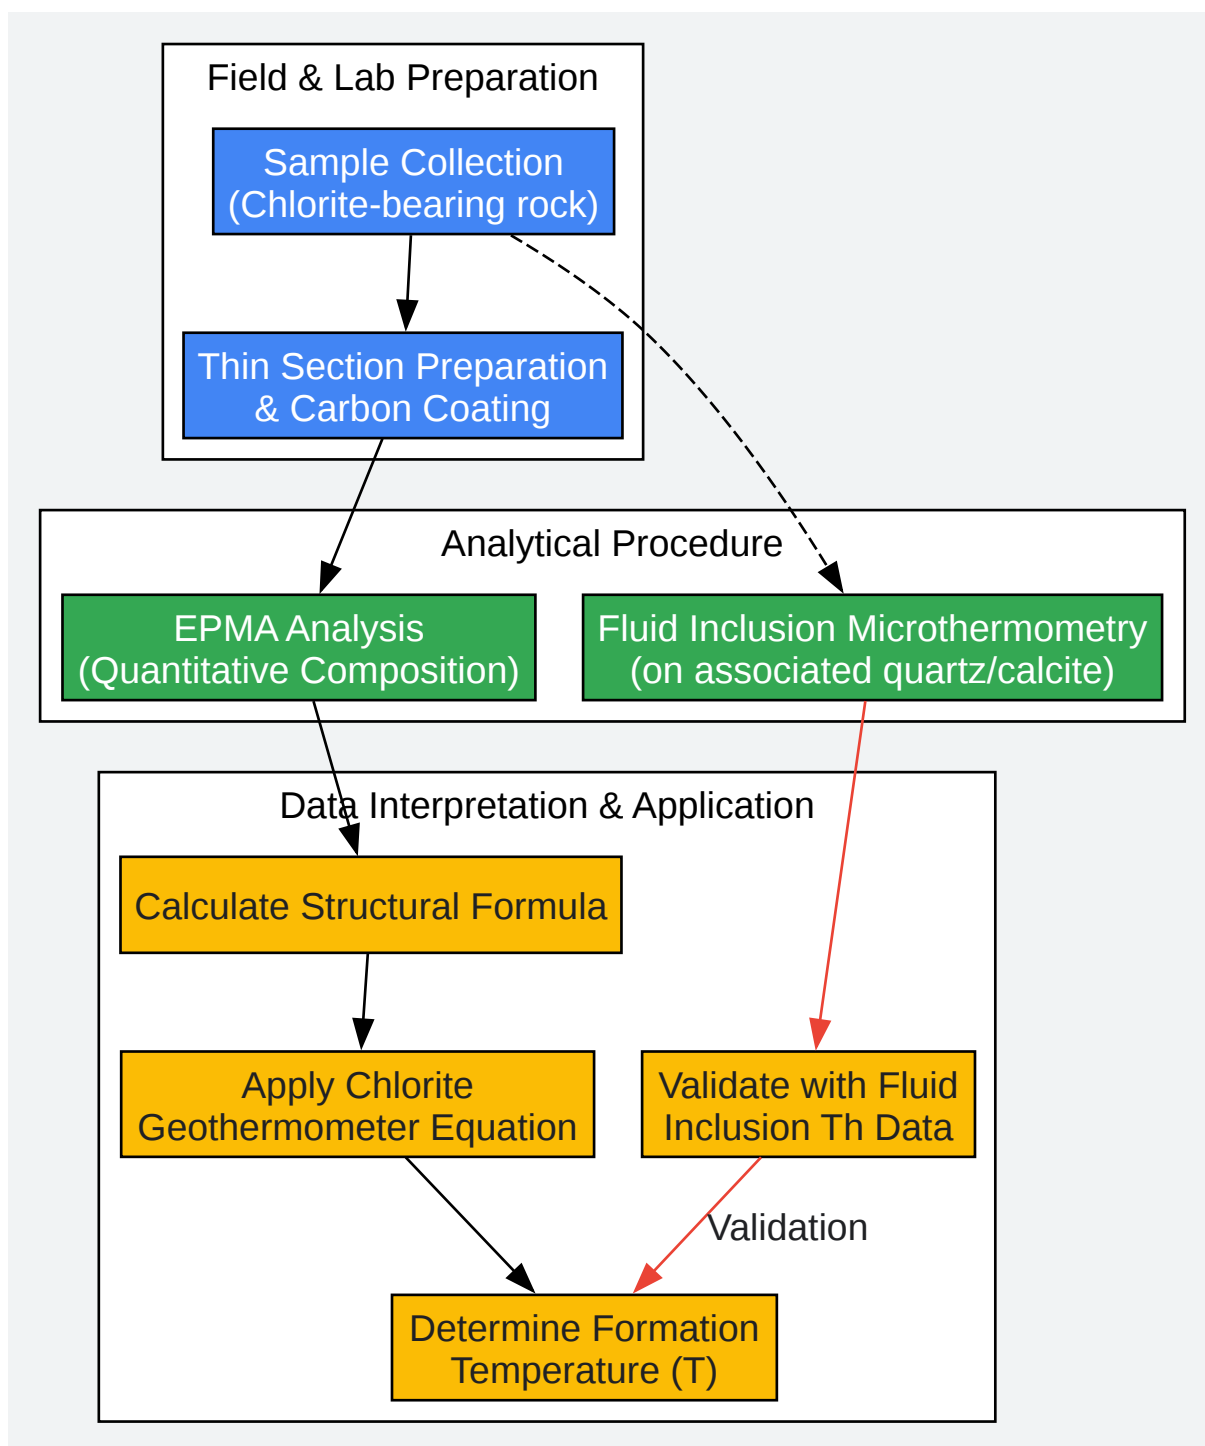 Field & Lab Preparation
Sample Collection
(Chlorite-bearing rock)
Thin Section Preparation
& Carbon Coating
Analytical Procedure
EPMA Analysis
(Quantitative Composition)
Fluid Inclusion Microthermometry
(on associated quartz/calcite)
Data Interpretation & Application
Calculate Structural Formula
Apply Chlorite
Geothermometer Equation
Validate with Fluid
Inclusion Th Data
Validation
Determine Formation
Temperature (T)